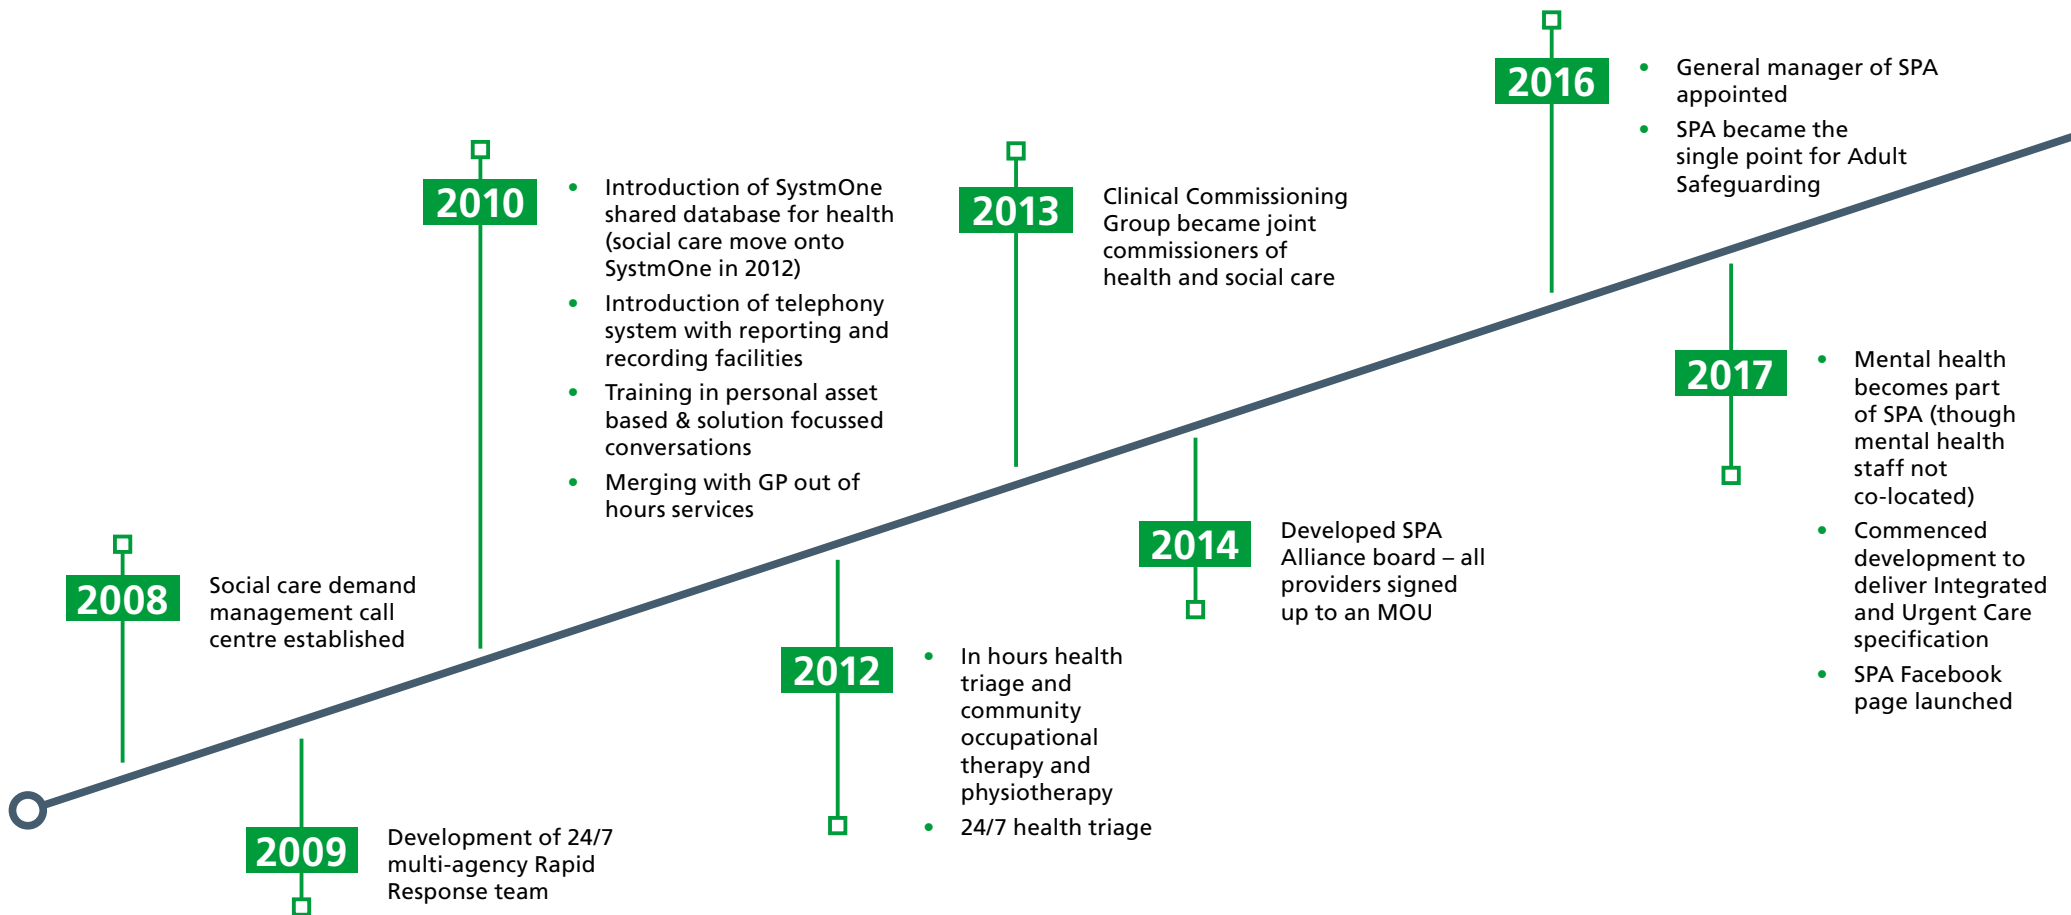 2008
Social care demand
management call
centre established
2009
Development of 24/7
multi-agency Rapid
Response team
2010
• Introduction of SystmOne
shared database for health
(social care move onto
SystmOne in 2012)
• Introduction of telephony
system with reporting and
recording facilities
• Training in personal asset
based & solution focussed
conversations
• Merging with GP out of
hours services
2012
• In hours health
triage and
community
occupational
therapy and
physiotherapy
• 24/7 health triage
2013
Clinical Commissioning
Group became joint
commissioners of
health and social care
2014
Developed SPA
Alliance board – all
providers signed
up to an MOU
2016
• General manager of SPA
appointed
• SPA became the
single point for Adult
Safeguarding
2017
• Mental health
becomes part
of SPA (though
mental health
staff not
co-located)
• Commenced
development to
deliver Integrated
and Urgent Care
specification
• SPA Facebook
page launched